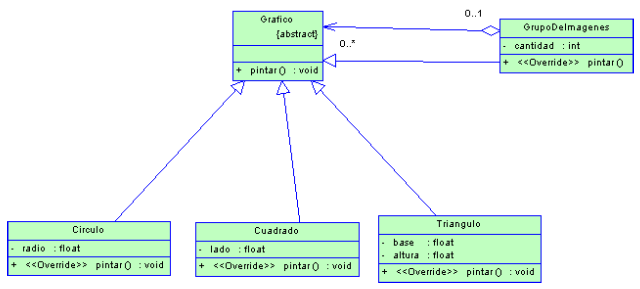 Grafico
{abstract}
+ pintar () : void
0..1
0..*
GrupoDeImagenes
- cantidad : int
+ <<Override>> pintar ()
Circulo
- radio : float
+ <<Override>> pintar () : void
Cuadrado
- lado : float
+ <<Override>> pintar () : void
Triangulo
- base : float
- altura : float
+ <<Override>> pintar () : void